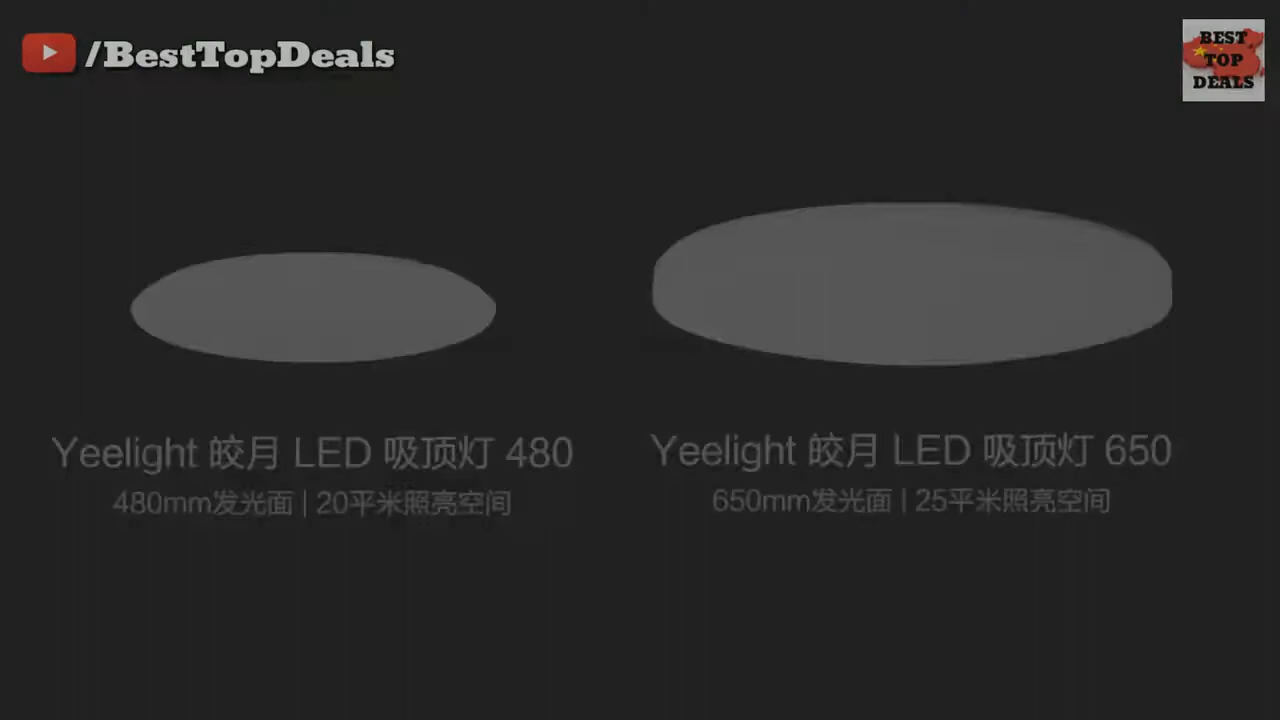 /BestTopDeals
BEST
TOP
DEALS
Yeelight 皎月 LED 吸顶灯 480
480mm发光面 | 20平米照亮空间
Yeelight 皎月 LED 吸顶灯 650
650mm发光面 | 25平米照亮空间